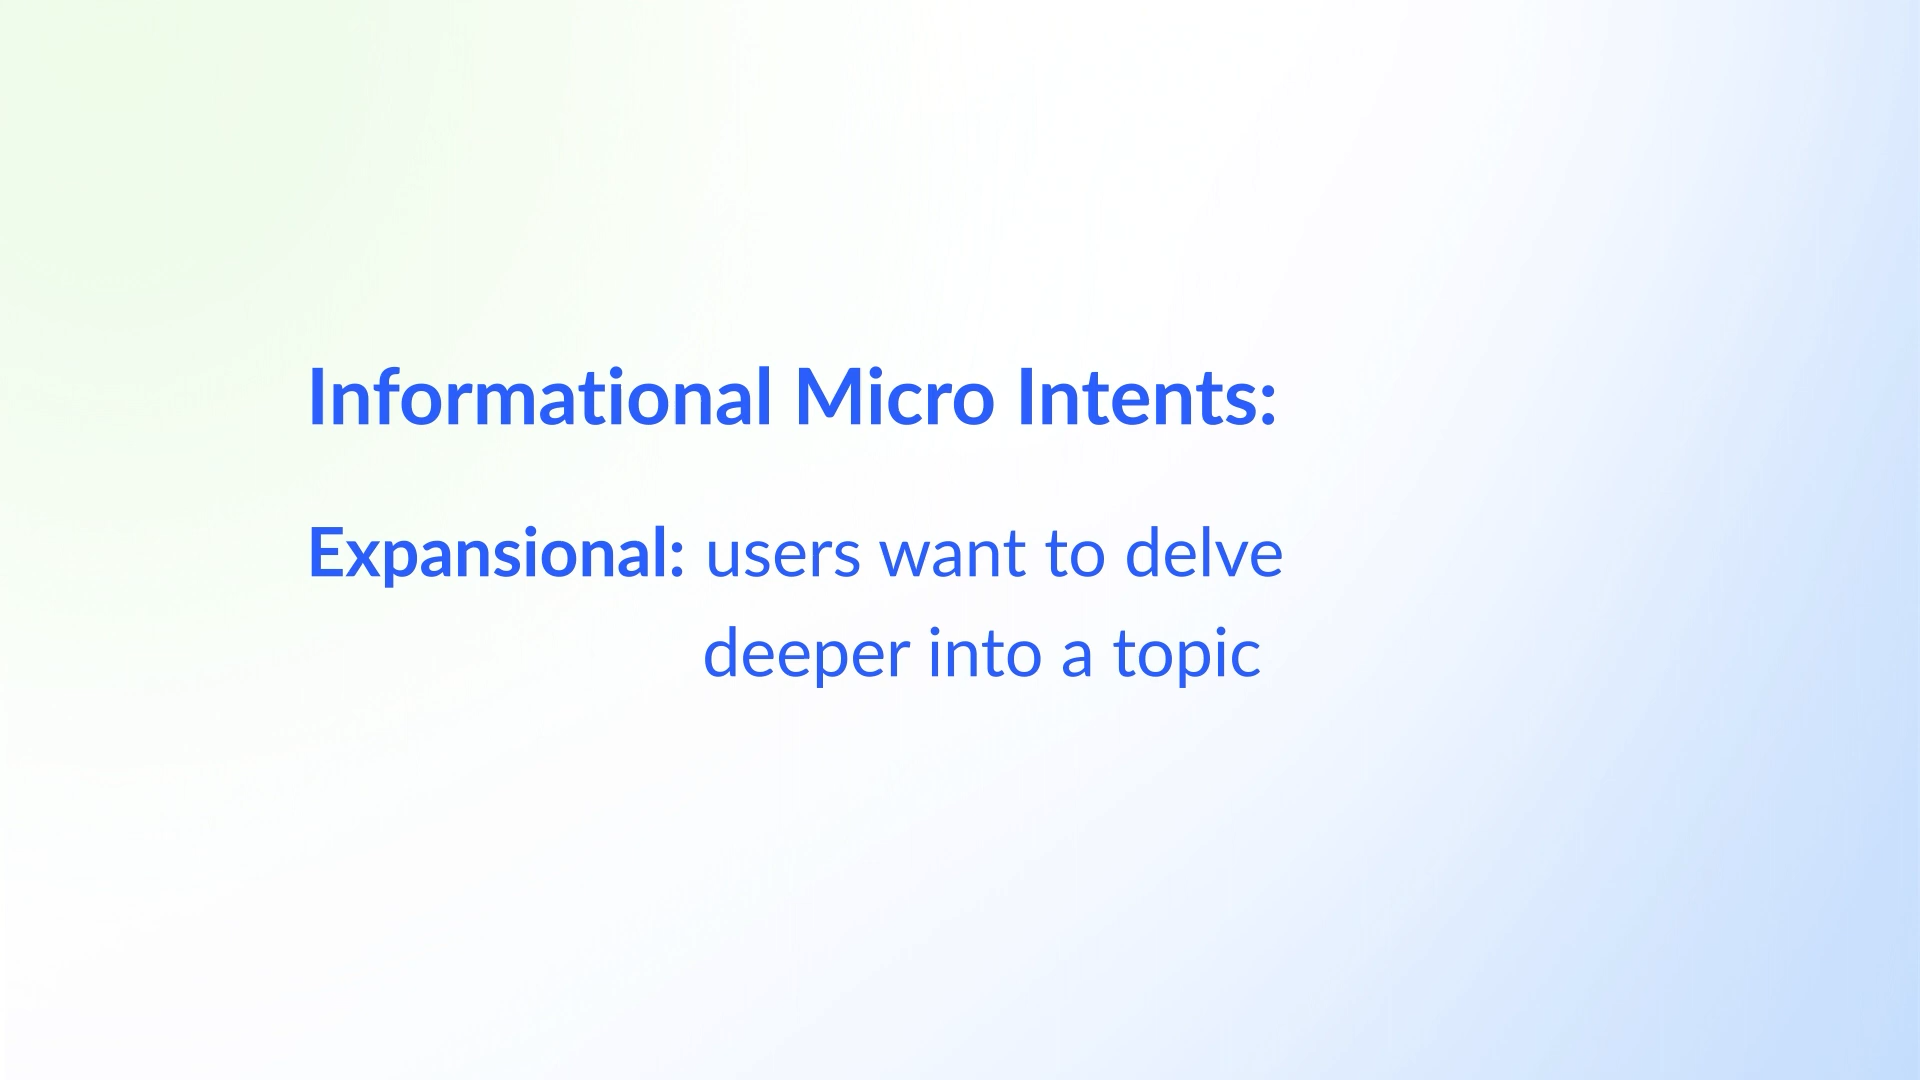 Informational Micro Intents:
Expansional: users want to delve
deeper into a topic